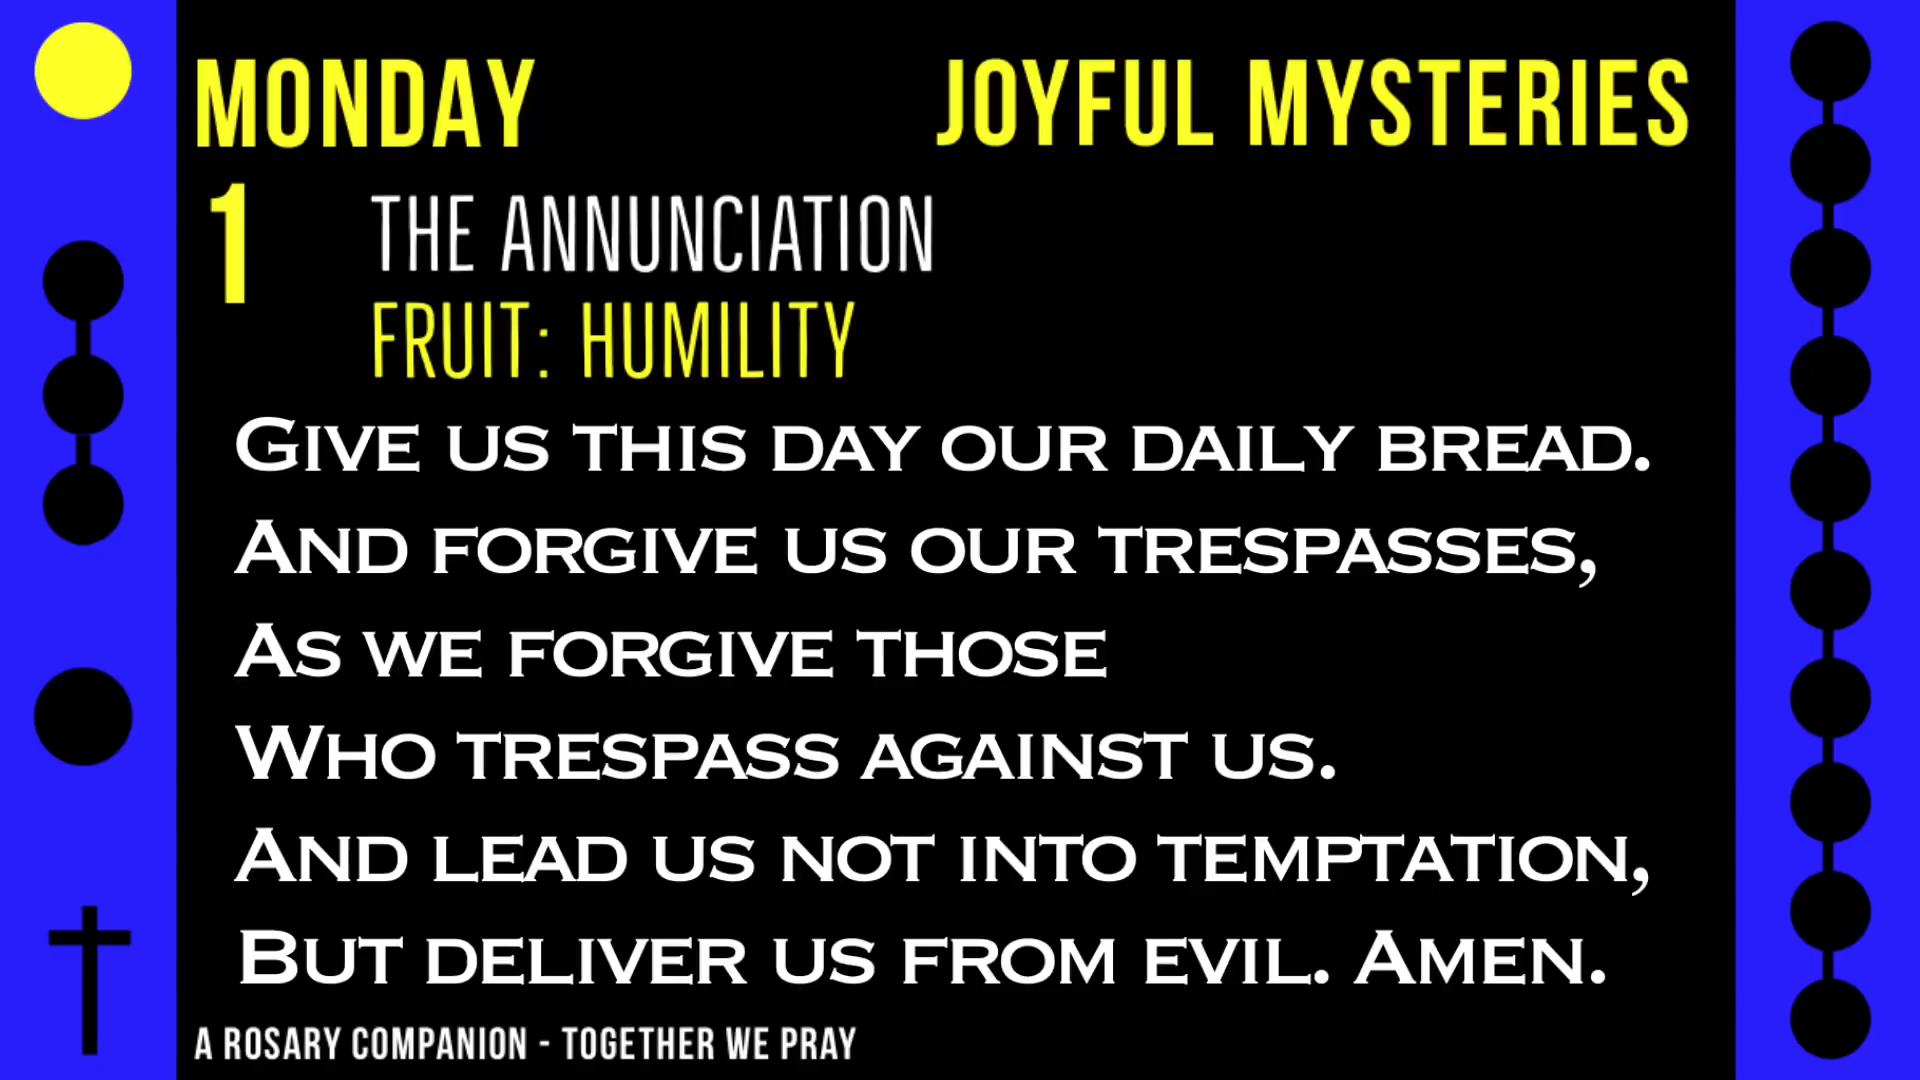 MONDAY JOYFUL MYSTERIES
1 THE ANNUNCIATION
FRUIT: HUMILITY
GIVE US THIS DAY OUR DAILY BREAD.
AND FORGIVE US OUR TRESPASSES,
AS WE FORGIVE THOSE
WHO TRESPASS AGAINST US.
AND LEAD US NOT INTO TEMPTATION,
BUT DELIVER US FROM EVIL. AMEN.
A ROSARY COMPANION - TOGETHER WE PRAY